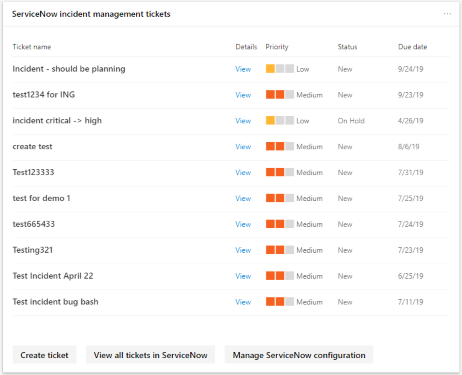 ServiceNow incident management tickets
Ticket name Details Priority Status Due date
Incident - should be planning View Low New 9/24/19
test1234 for ING View Medium New 9/23/19
incident critical -> high View Low On Hold 4/26/19
create test View Medium New 8/6/19
Test123333 View Medium New 7/31/19
test for demo 1 View Medium New 7/25/19
test665433 View Medium New 7/24/19
Testing321 View Medium New 7/23/19
Test Incident April 22 View Medium New 6/25/19
Test incident bug bash View Medium New 7/11/19
Create ticket View all tickets in ServiceNow Manage ServiceNow configuration